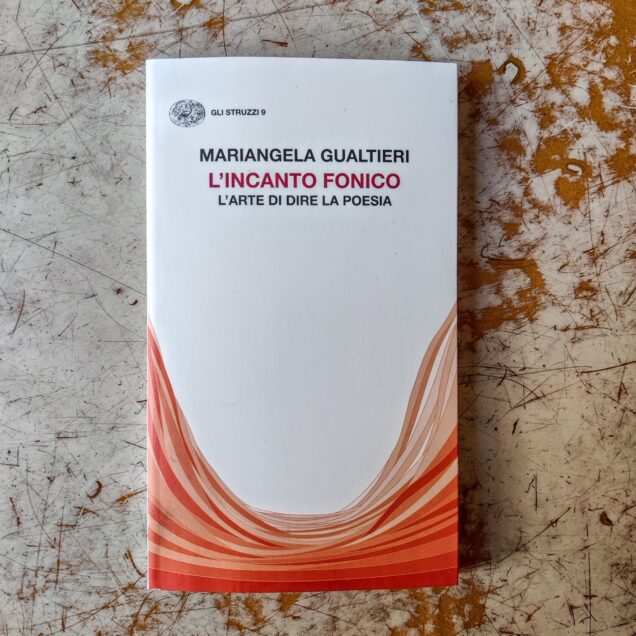 GLI STRUZZI 9
MARIANGELA GUALTIERI
L'INCANTO FONICO
L'ARTE DI DIRE LA POESIA